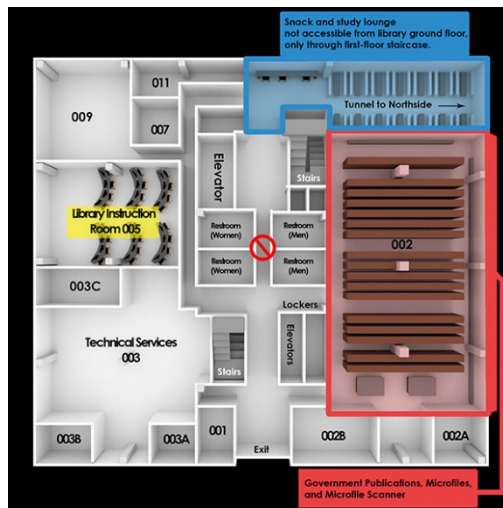 Snack and study lounge
not accessible from library ground floor,
only through first-floor staircase.
011
009
007
Tunnel to Northside
Elevator
Stairs
Library Instruction
Room 005
Restroom
(Women)
Restroom
(Men)
002
Restroom
(Women)
Restroom
(Men)
003C
Lockers
Technical Services
003
Stairs
Elevators
003B
003A
001
002B
002A
Exit
Government Publications, Microfiles,
and Microfile Scanner